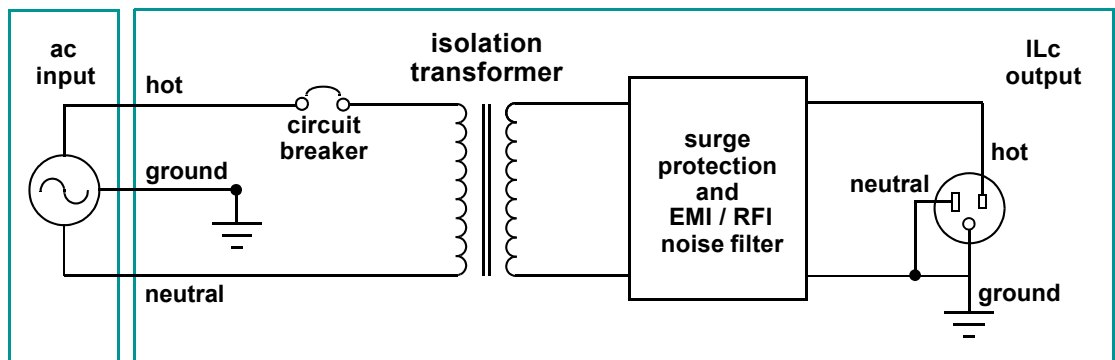 ac
input
hot
circuit
breaker
ground
neutral
isolation
transformer
surge
protection
and
EMI / RFI
noise filter
ILc
output
hot
neutral
ground